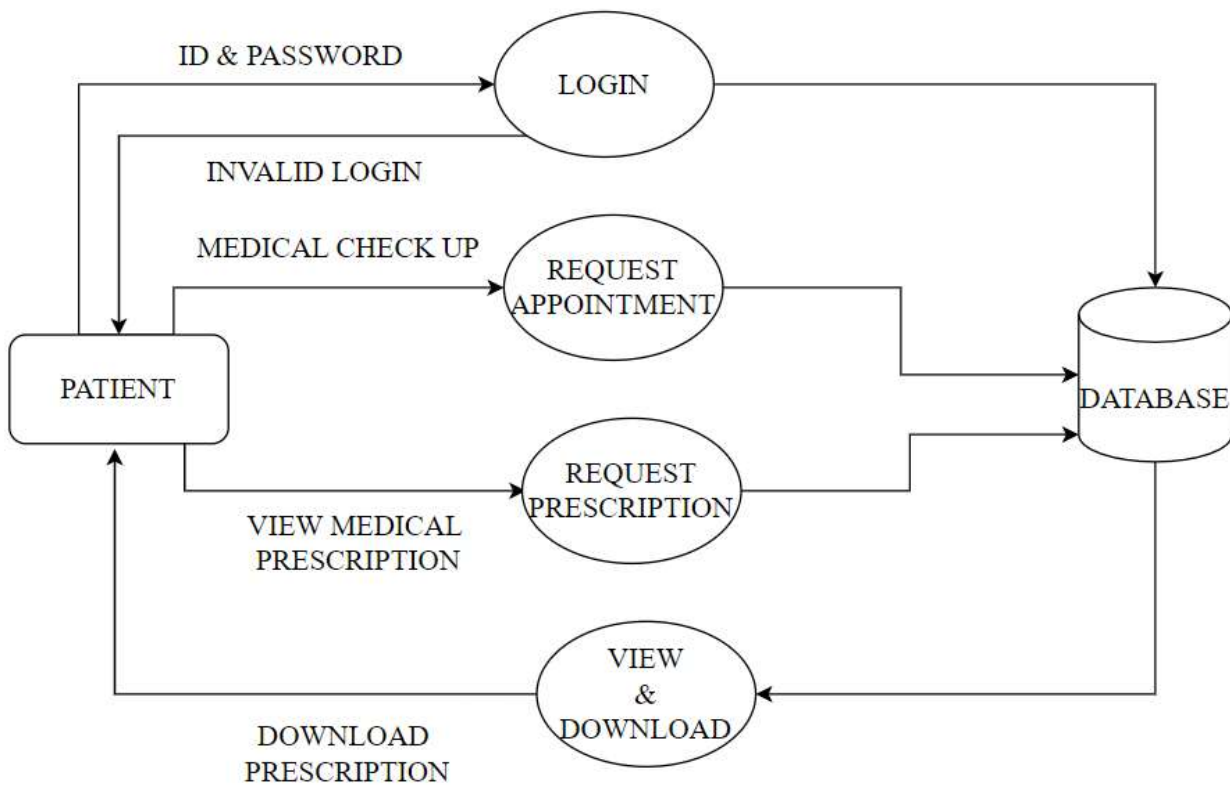 ID & PASSWORD
LOGIN
INVALID LOGIN
MEDICAL CHECK UP
REQUEST
APPOINTMENT
PATIENT
DATABASE
REQUEST
PRESCRIPTION
VIEW MEDICAL
PRESCRIPTION
VIEW
&
DOWNLOAD
DOWNLOAD
PRESCRIPTION